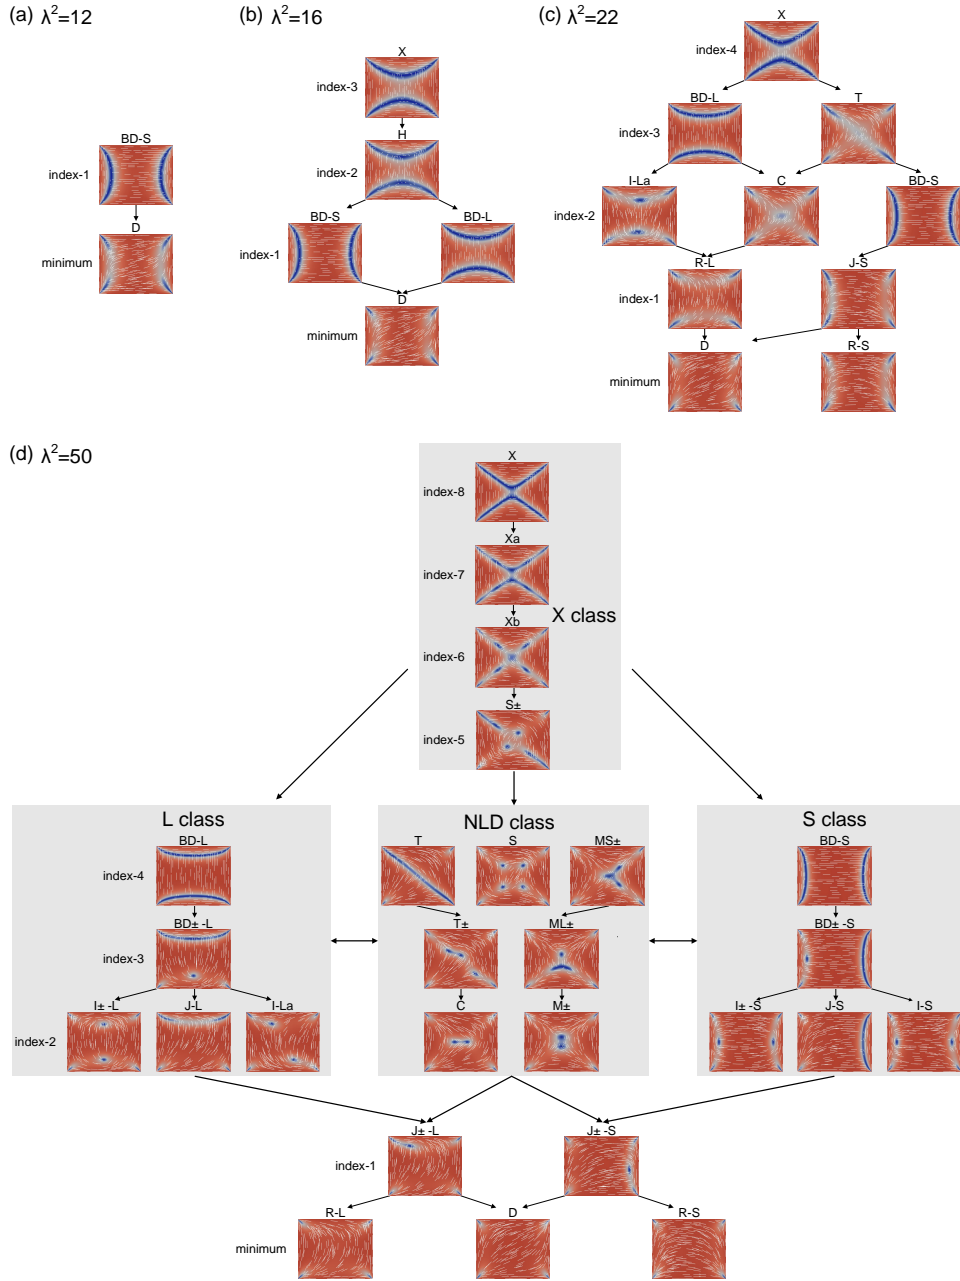 (a) λ²=12
BD-S
index-1
D
minimum
(b) λ²=16
X
index-3
H
index-2
BD-S BD-L
index-1
D
minimum
(c) λ²=22
X
index-4
BD-L T
index-3
I-La C BD-S
index-2
R-L J-S
index-1
D R-S
minimum
(d) λ²=50
X
index-8
Xa
index-7
X class
Xb
index-6
S±
index-5
L class
BD-L
index-4
BD±-L
index-3
I±-L J-L I-La
index-2
NLD class
T S MS±
T± ML±
C M±
S class
BD-S
BD±-S
I±-S J-S I-S
J±-L J±-S
index-1
R-L D R-S
minimum